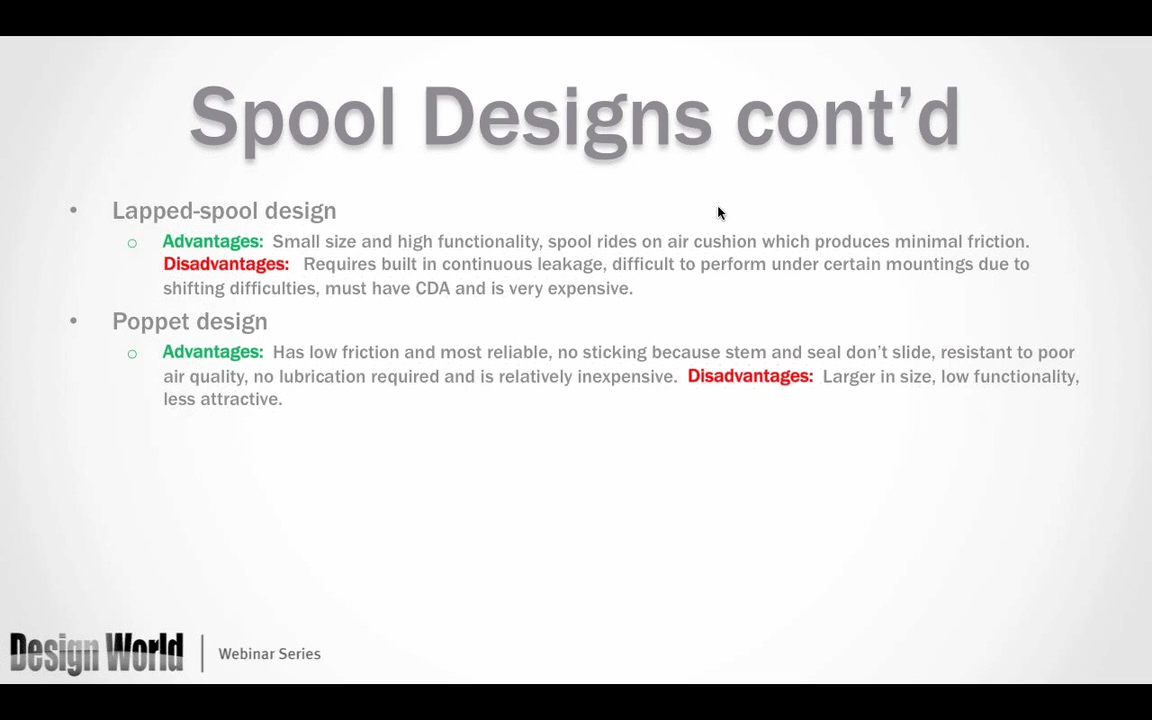 Spool Designs cont’d
• Lapped-spool design
o Advantages: Small size and high functionality, spool rides on air cushion which produces minimal friction.
Disadvantages: Requires built in continuous leakage, difficult to perform under certain mountings due to
shifting difficulties, must have CDA and is very expensive.
• Poppet design
o Advantages: Has low friction and most reliable, no sticking because stem and seal don’t slide, resistant to poor
air quality, no lubrication required and is relatively inexpensive. Disadvantages: Larger in size, low functionality,
less attractive.
Design World | Webinar Series